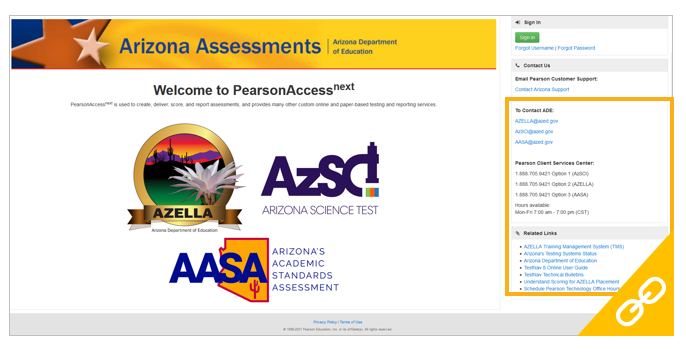 Arizona Assessments
Arizona Department
of Education
Welcome to PearsonAccessnext
PearsonAccessnext is used to create, deliver, score, and report assessments, and provides many other custom online and paper-based testing and reporting services.
AZELLA
Arizona Department of Education
AzSCI
ARIZONA SCIENCE TEST
AASA
ARIZONA'S
ACADEMIC
STANDARDS
ASSESSMENT
Sign In
Sign In
Forgot Username | Forgot Password
Contact Us
Email Pearson Customer Support:
Contact Arizona Support
To Contact ADE:
AZELLA@azed.gov
AzSCI@azed.gov
AASA@azed.gov
Pearson Client Services Center:
1.888.705.9421 Option 1 (AzSCI)
1.888.705.9421 Option 2 (AZELLA)
1.888.705.9421 Option 3 (AASA)
Hours available:
Mon-Fri 7:00 am - 7:00 pm (CST)
Related Links
AZELLA Training Management System (TMS)
Arizona's Testing Systems Status
Arizona Department of Education
TestNav 8 Online User Guide
TestNav Technical Bulletins
Understand Scoring for AZELLA Placement
Schedule Pearson Technology Office Hours
Privacy Policy | Terms of Use
© 1998-2021 Pearson Education, Inc. or its affiliate(s). All rights reserved.